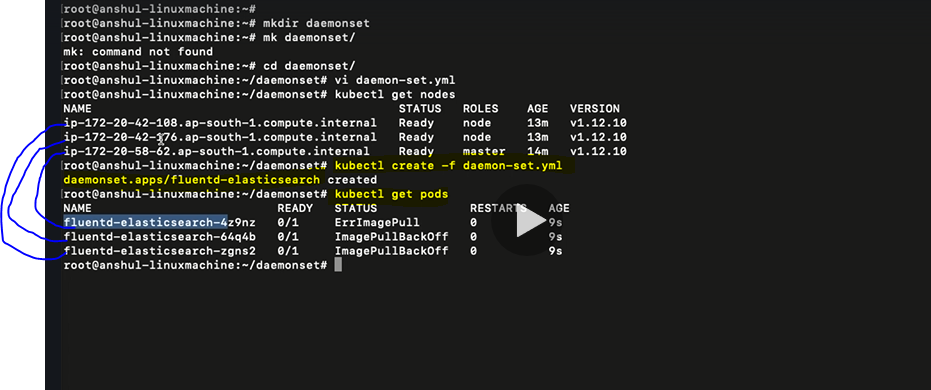 [root@anshul-linuxmachine:~#
[root@anshul-linuxmachine:~# mkdir daemonset
[root@anshul-linuxmachine:~# mk daemonset/
mk: command not found
[root@anshul-linuxmachine:~# cd daemonset/
[root@anshul-linuxmachine:~/daemonset# vi daemon-set.yml
[root@anshul-linuxmachine:~/daemonset# kubectl get nodes
NAME STATUS ROLES AGE VERSION
ip-172-20-42-108.ap-south-1.compute.internal Ready node 13m v1.12.10
ip-172-20-42-176.ap-south-1.compute.internal Ready node 13m v1.12.10
ip-172-20-58-62.ap-south-1.compute.internal Ready master 14m v1.12.10
[root@anshul-linuxmachine:~/daemonset# kubectl create -f daemon-set.yml
daemonset.apps/fluentd-elasticsearch created
[root@anshul-linuxmachine:~/daemonset# kubectl get pods
NAME READY STATUS RESTARTS AGE
fluentd-elasticsearch-4z9nz 0/1 ErrImagePull 0 9s
fluentd-elasticsearch-64q4b 0/1 ImagePullBackOff 0 9s
fluentd-elasticsearch-zgns2 0/1 ImagePullBackOff 0 9s
root@anshul-linuxmachine:~/daemonset#